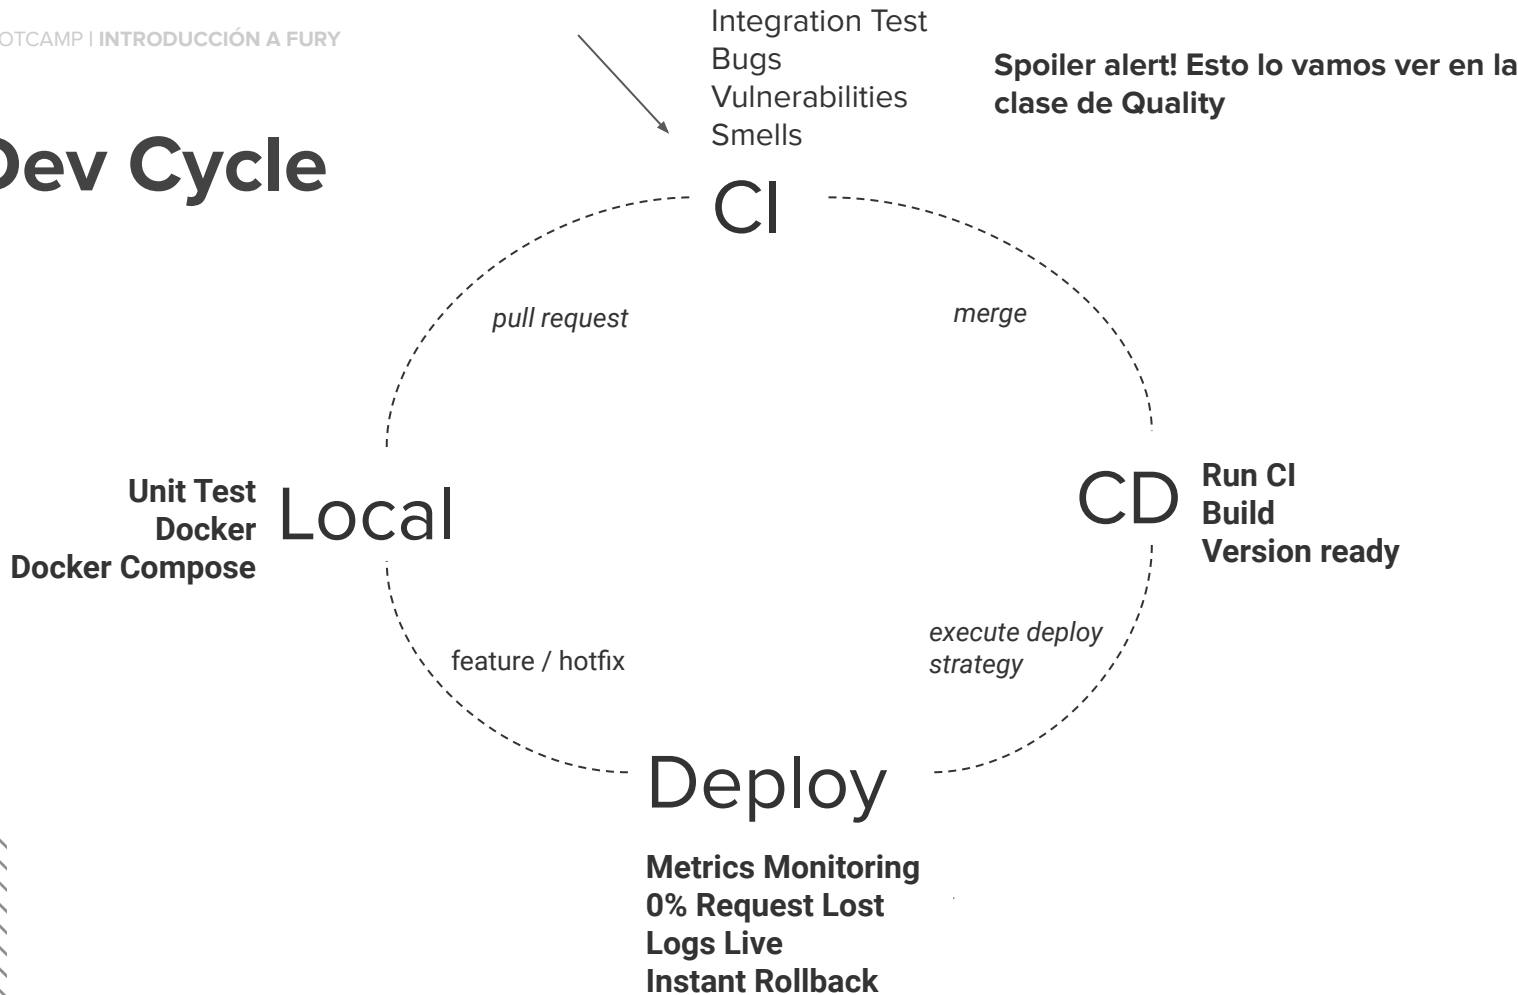 OTCAMP | INTRODUCCIÓN A FURY
Dev Cycle
Integration Test
Bugs
Vulnerabilities
Smells
Spoiler alert! Esto lo vamos ver en la
clase de Quality
CI
pull request
merge
Unit Test
Docker
Docker Compose
Local
CD
Run CI
Build
Version ready
feature / hotfix
execute deploy
strategy
Deploy
Metrics Monitoring
0% Request Lost
Logs Live
Instant Rollback